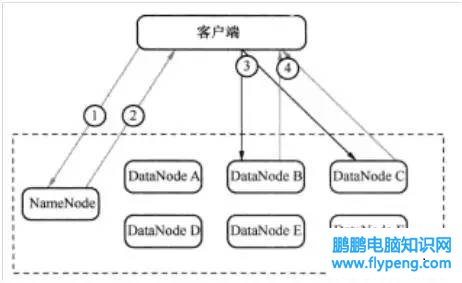 客户端
① ② ③ ④
DataNode A DataNode B DataNode C
NameNode
DataNode D DataNode E
鹏鹏电脑知识网
www.flypeng.com